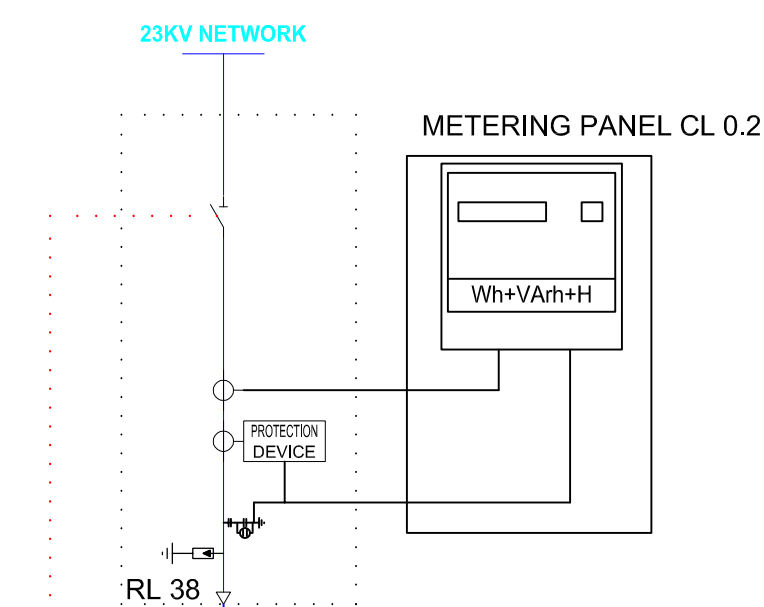 23KV NETWORK
METERING PANEL CL 0.2
Wh+VArh+H
PROTECTION
DEVICE
RL 38